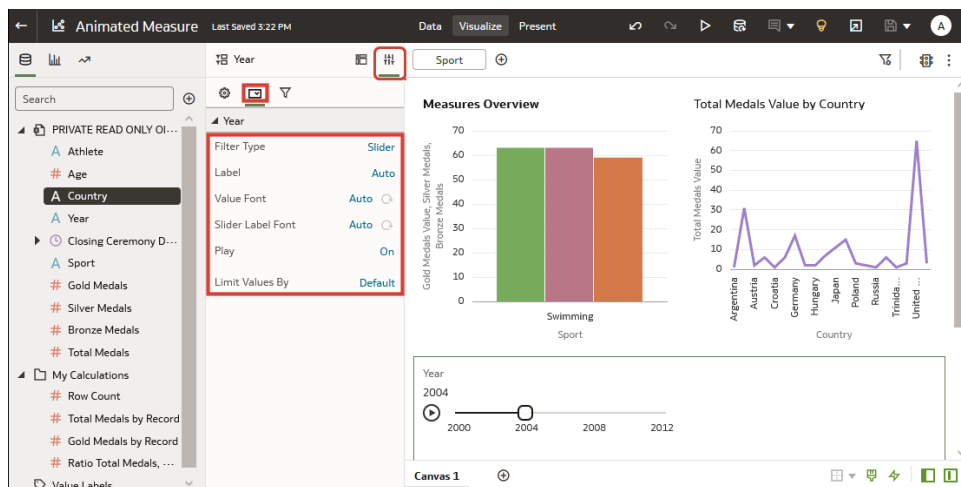 Animated Measure
Last Saved 3:22 PM
Data
Visualize
Present
A
Search
PRIVATE READ ONLY Ol...
A Athlete
# Age
A Country
A Year
Closing Ceremony D...
A Sport
# Gold Medals
# Silver Medals
# Bronze Medals
# Total Medals
My Calculations
# Row Count
# Total Medals by Record
# Gold Medals by Record
# Ratio Total Medals, ...
Value Labels
Year
Year
Filter Type Slider
Label Auto
Value Font Auto
Slider Label Font Auto
Play On
Limit Values By Default
Sport
Measures Overview
Gold Medals Value, Silver Medals,
Bronze Medals
70
60
50
40
30
20
10
0
Swimming
Sport
Total Medals Value by Country
Total Medals Value
70
60
50
40
30
20
10
0
Argentina
Austria
Croatia
Germany
Hungary
Japan
Poland
Russia
Trinida...
United ...
Country
Year
2004
2000 2004 2008 2012
Canvas 1